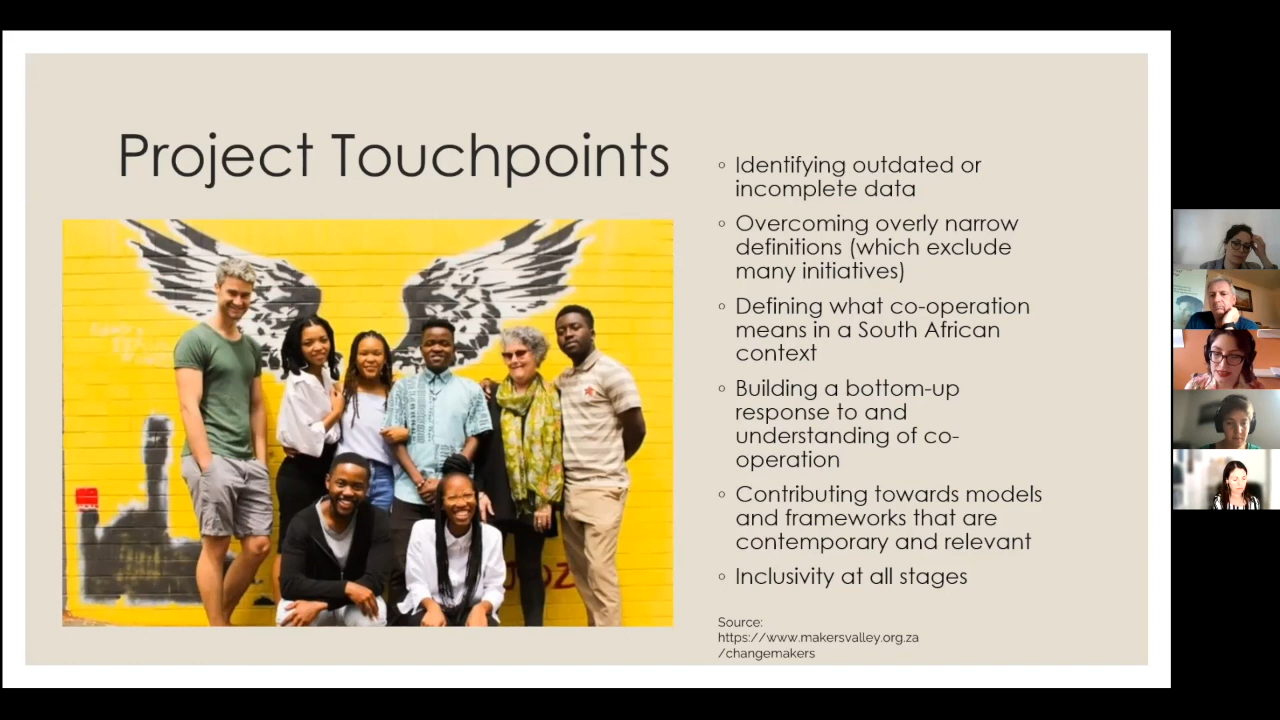 Project Touchpoints
◦ Identifying outdated or
incomplete data
◦ Overcoming overly narrow
definitions (which exclude
many initiatives)
◦ Defining what co-operation
means in a South African
context
◦ Building a bottom-up
response to and
understanding of co-
operation
◦ Contributing towards models
and frameworks that are
contemporary and relevant
◦ Inclusivity at all stages
Source:
https://www.makersvalley.org.za
/changemakers